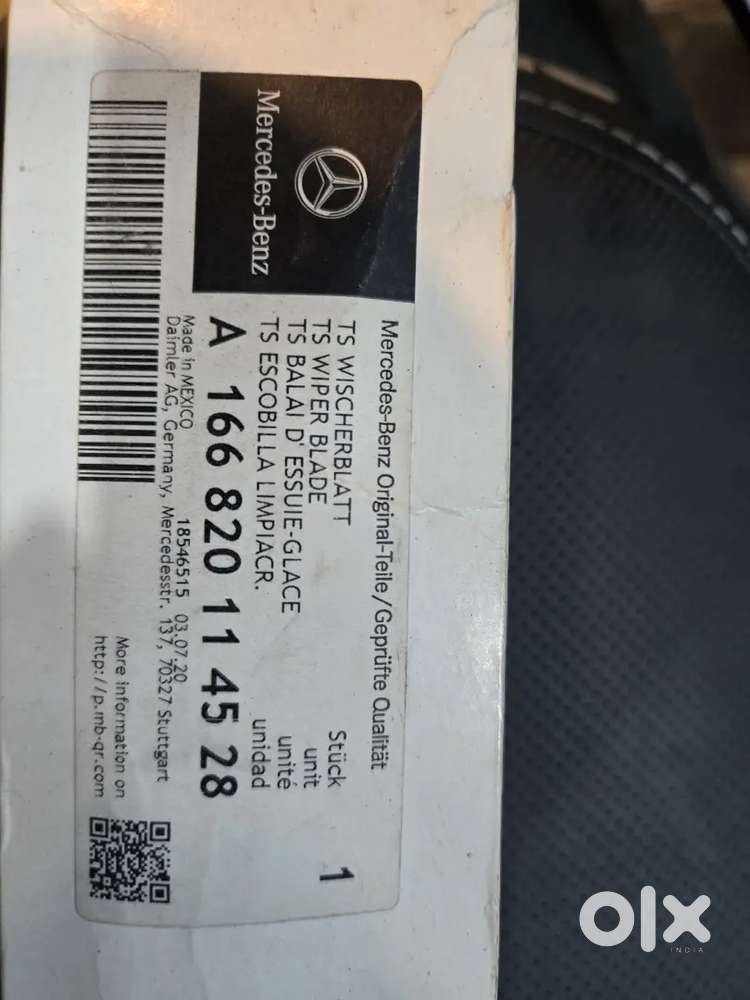 Mercedes-Benz
Mercedes-Benz Original-Teile/Geprüfte Qualität
TS WISCHERBLATT Stück 1
TS WIPER BLADE unit
TS BALAI D' ESSUIE-GLACE unité
TS ESCOBILLA LIMPIACR. unidad
A 166 820 11 45 28
Made in MEXICO 18546515 03.07.20
Daimler AG, Germany, Mercedesstr. 137, 70327 Stuttgart
More information on
http://p.mb-qr.com
olx
INDIA